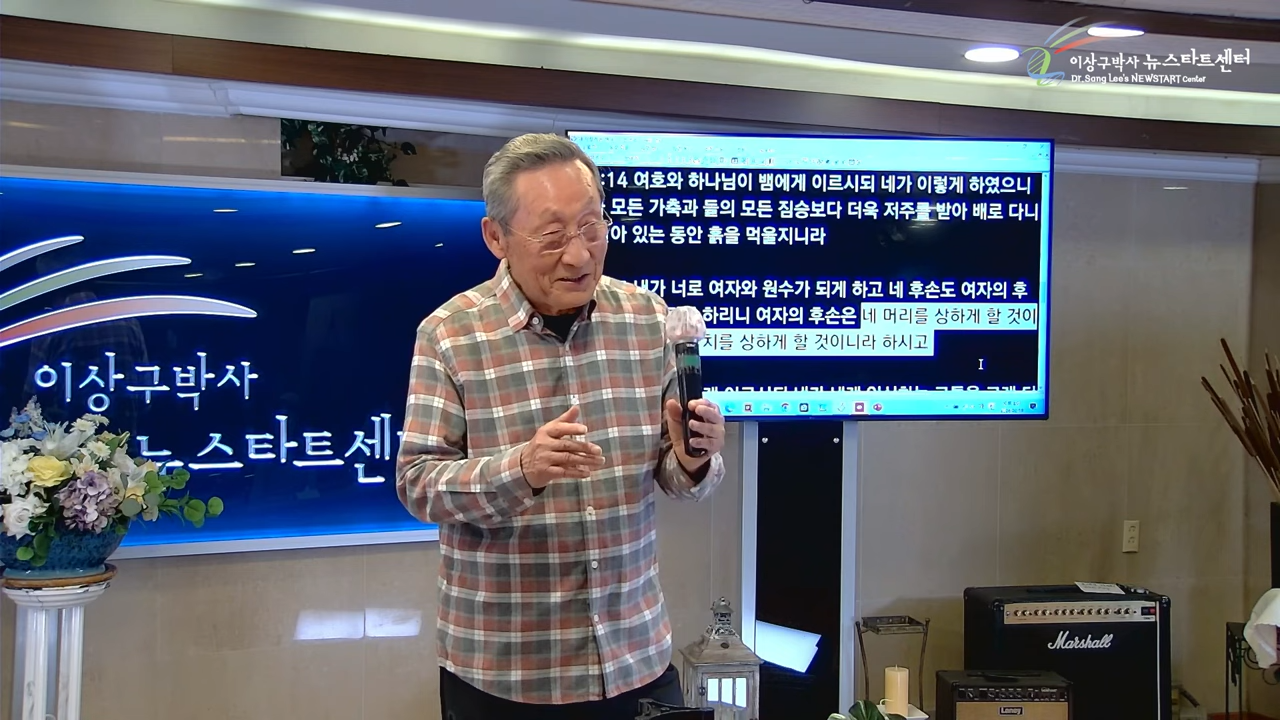 이상구박사 뉴스타트센터
Dr. Sang Lee's NEWSTART Center
:14 여호와 하나님이 뱀에게 이르시되 네가 이렇게 하였으니
모든 가축과 들의 모든 짐승보다 더욱 저주를 받아 배로 다니
있는 동안 흙을 먹을지니라
너로 여자와 원수가 되게 하고 네 후손도 여자의 후
하리니 여자의 후손은 네 머리를 상하게 할 것이
치를 상하게 할 것이니라 하시고
이상구박사
뉴스타트센
Marshall
Laney